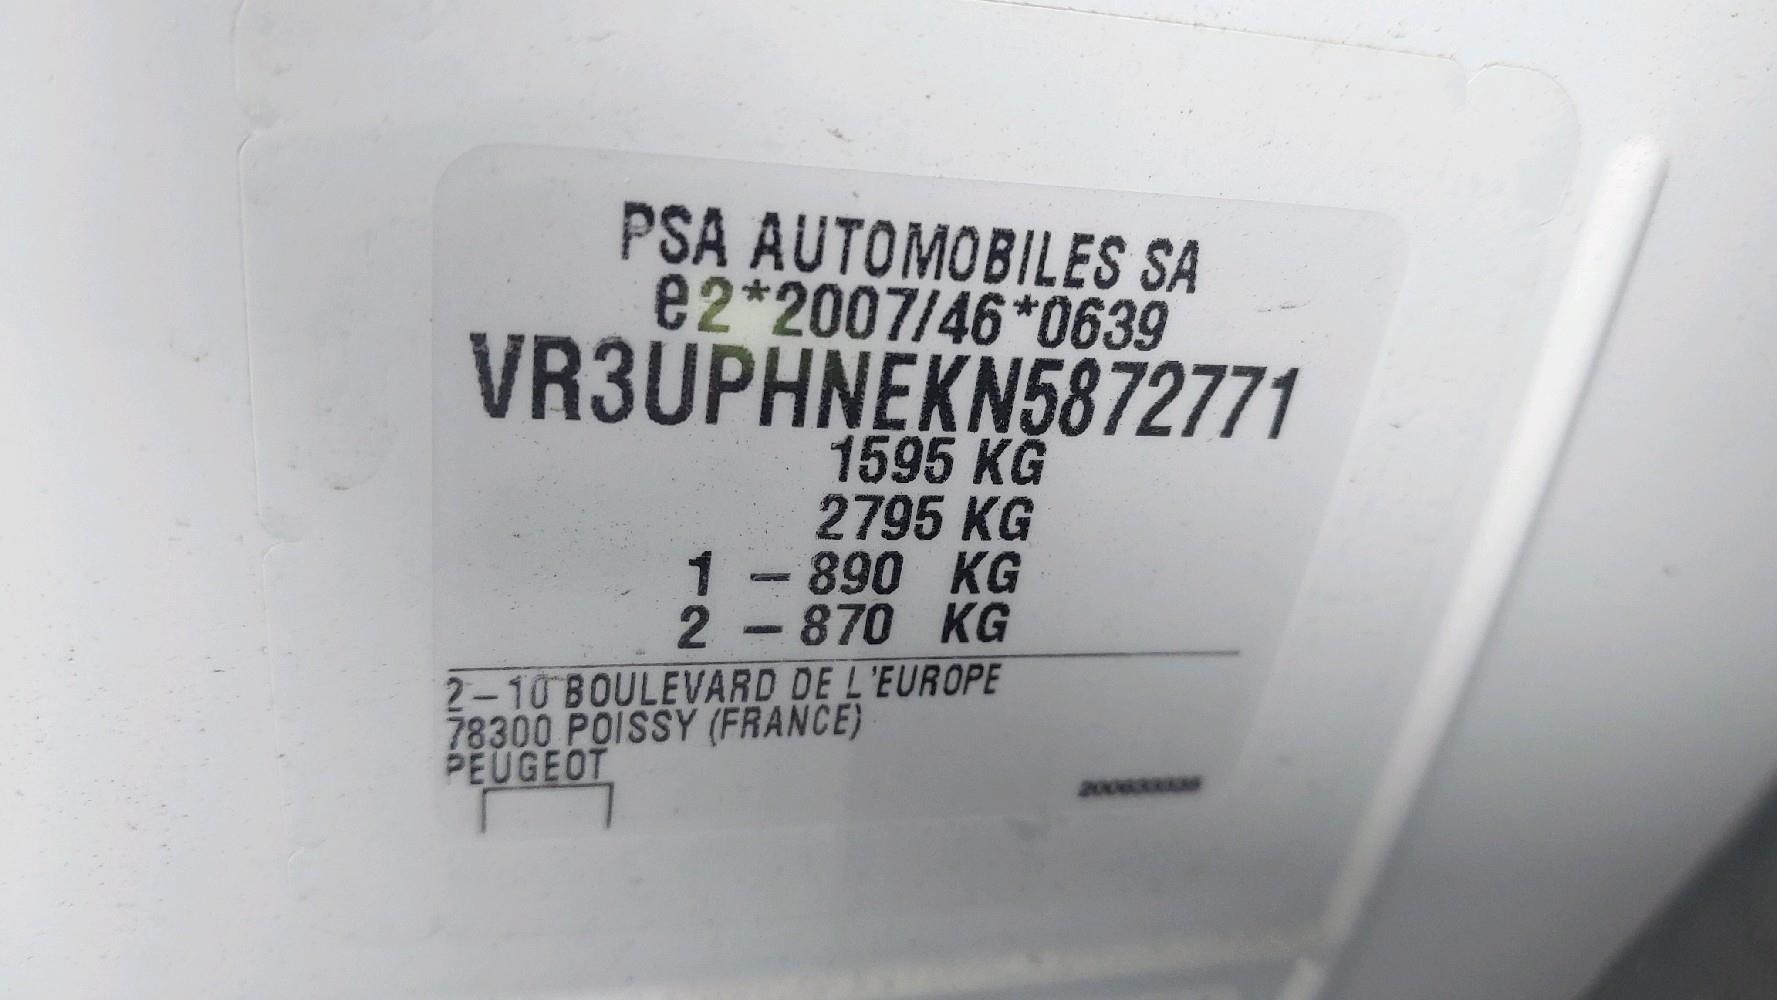 PSA AUTOMOBILES SA
e2*2007/46*0639
VR3UPHNEKN5872771
1595 KG
2795 KG
1 – 890 KG
2 – 870 KG
2–10 BOULEVARD DE L'EUROPE
78300 POISSY (FRANCE)
PEUGEOT